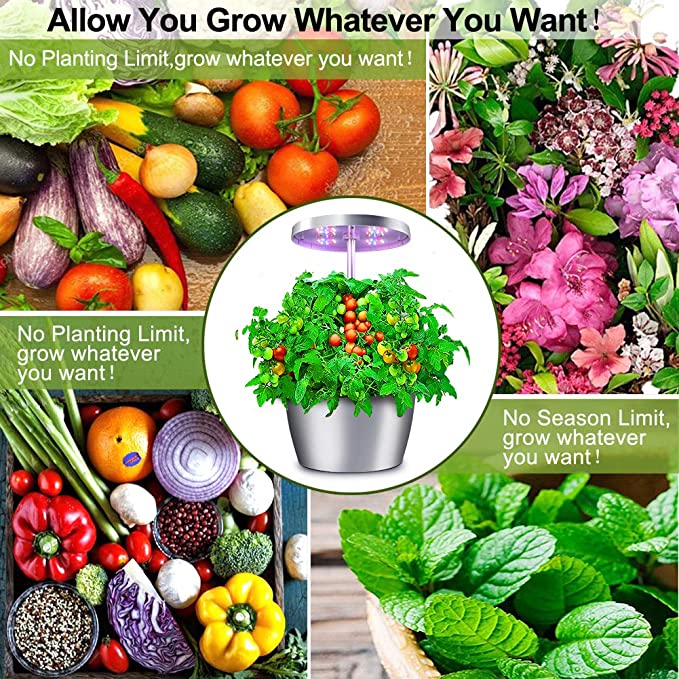 Allow You Grow Whatever You Want!
No Planting Limit,grow whatever you want!
No Planting Limit,
grow whatever
you want!
No Season Limit,
grow whatever
you want!